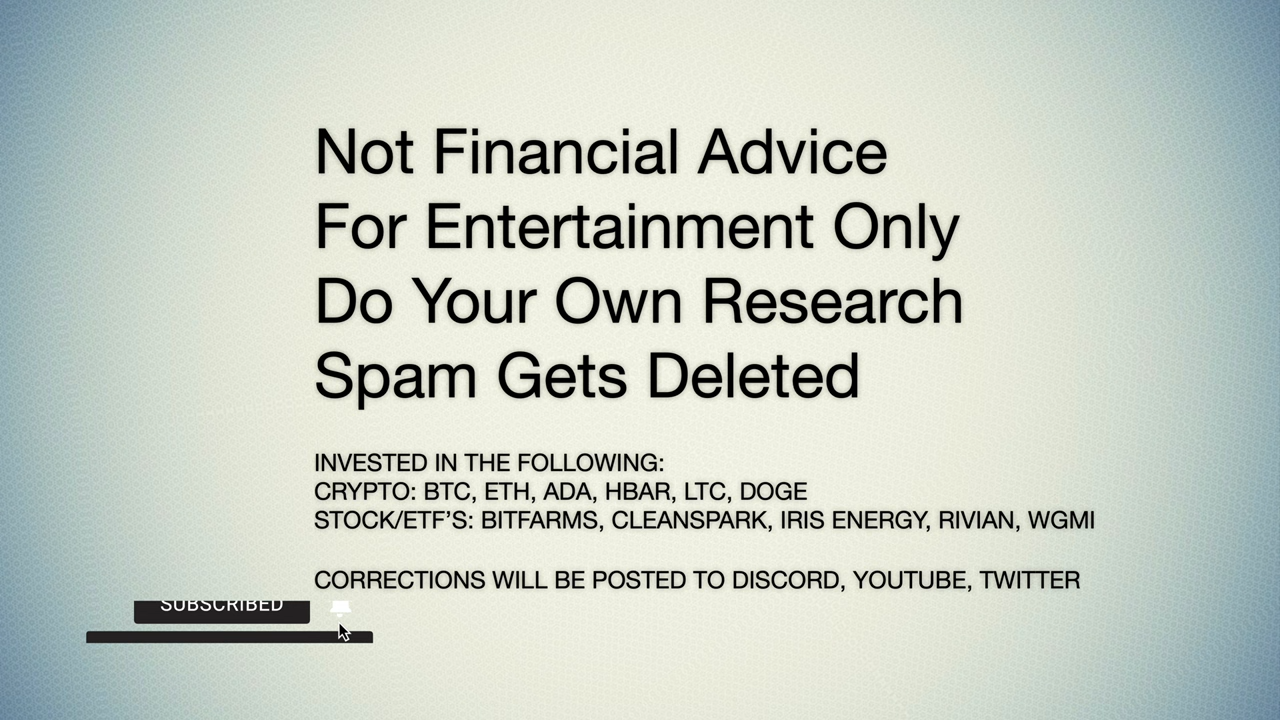 Not Financial Advice
For Entertainment Only
Do Your Own Research
Spam Gets Deleted
INVESTED IN THE FOLLOWING:
CRYPTO: BTC, ETH, ADA, HBAR, LTC, DOGE
STOCK/ETF’S: BITFARMS, CLEANSPARK, IRIS ENERGY, RIVIAN, WGMI
CORRECTIONS WILL BE POSTED TO DISCORD, YOUTUBE, TWITTER
SUBSCRIBED